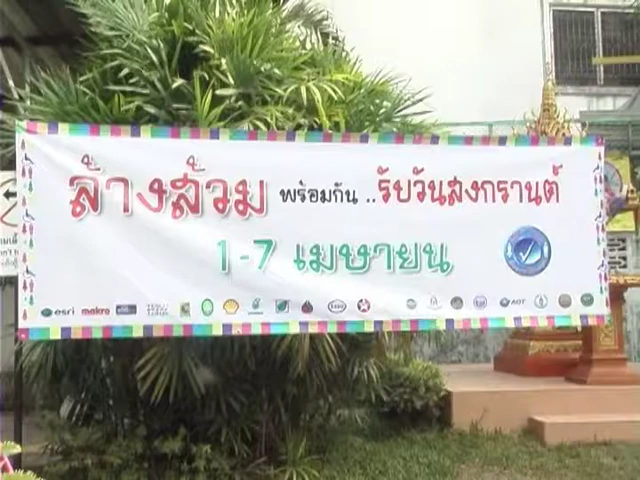 ล้างส้วม พร้อมกัน ..รับวันสงกรานต์
1-7 เมษายน
esri makro